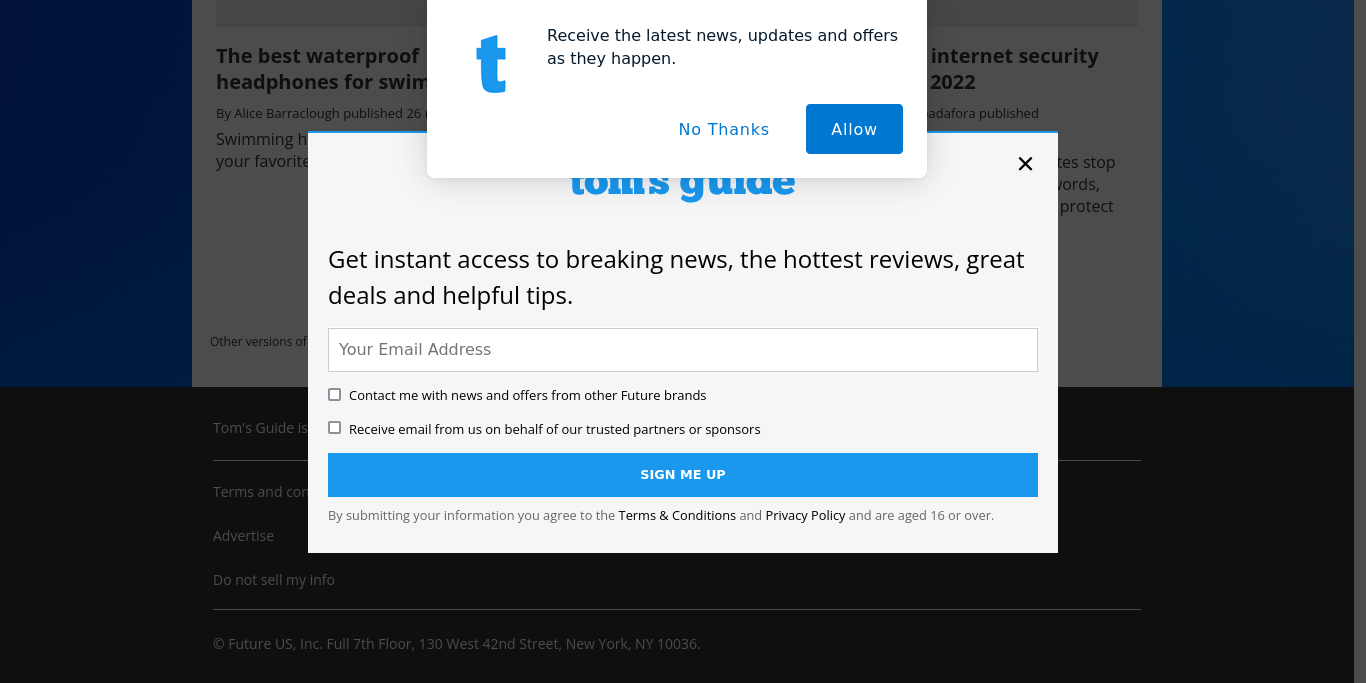 Receive the latest news, updates and offers
as they happen.
No Thanks
Allow
The best waterproof
headphones for swim
internet security
2022
By Alice Barraclough published 26
adafora published
Swimming
your favorite
stop
protect
tom's guide
Get instant access to breaking news, the hottest reviews, great
deals and helpful tips.
Your Email Address
Contact me with news and offers from other Future brands
Receive email from us on behalf of our trusted partners or sponsors
SIGN ME UP
By submitting your information you agree to the Terms & Conditions and Privacy Policy and are aged 16 or over.
Other versions of
Tom's Guide is
Terms and con
Advertise
Do not sell my info
© Future US, Inc. Full 7th Floor, 130 West 42nd Street, New York, NY 10036.